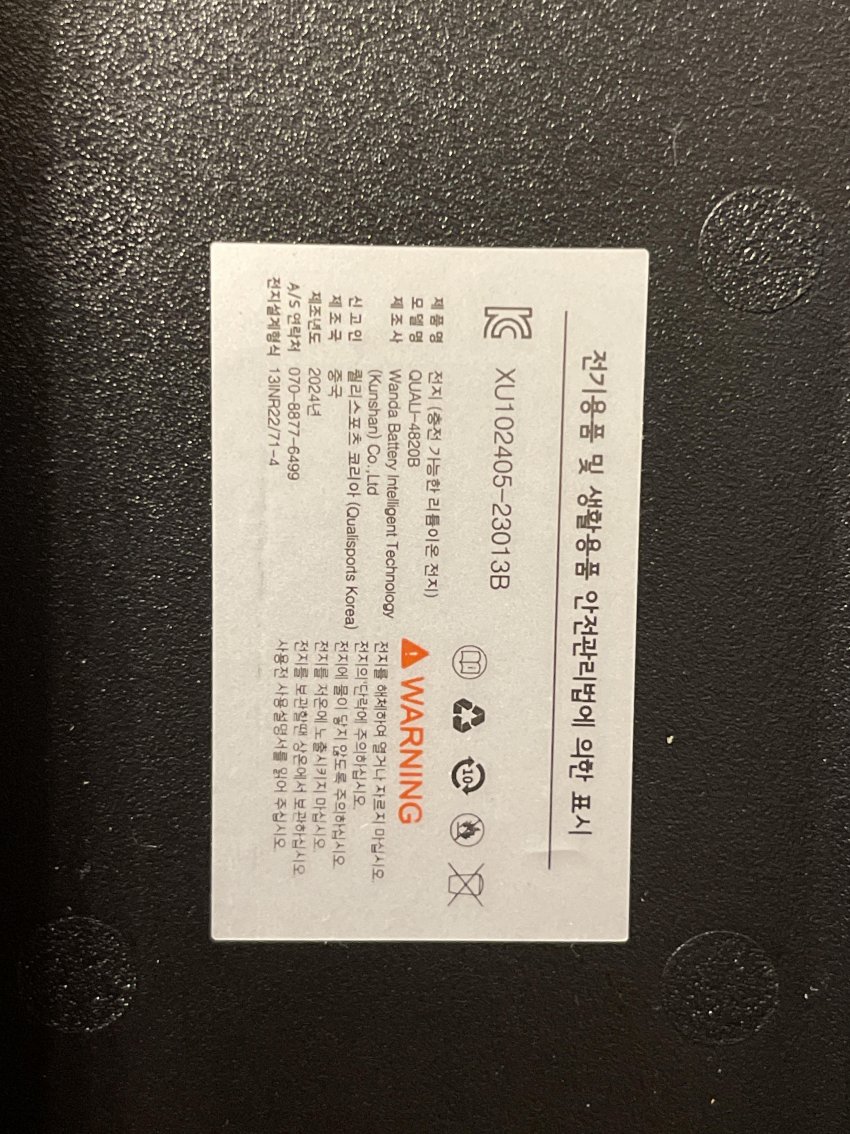 전기용품 및 생활용품 안전관리법에 의한 표시
KC XU102405-23013B
10
제품명 전지 (충전 가능한 리튬이온 전지)
모델명 QUALI-4820B
제조사 Wanda Battery Intelligent Technology
(Kunshan) Co.,Ltd
신고인 퀄리스포츠 코리아 (Qualisports Korea)
제조국 중국
제조년도 2024년
A/S 연락처 070-8877-6499
전지설계형식 13INR22/71-4
WARNING
전지를 해체하여 열거나 자르지 마십시오.
전지의 단락에 주의하십시오.
전지에 물이 닿지 않도록 주의하십시오.
전지를 저온에 노출시키지 마십시오.
전지를 보관할땐 상온에서 보관하십시오.
사용전 사용설명서를 읽어 주십시오.